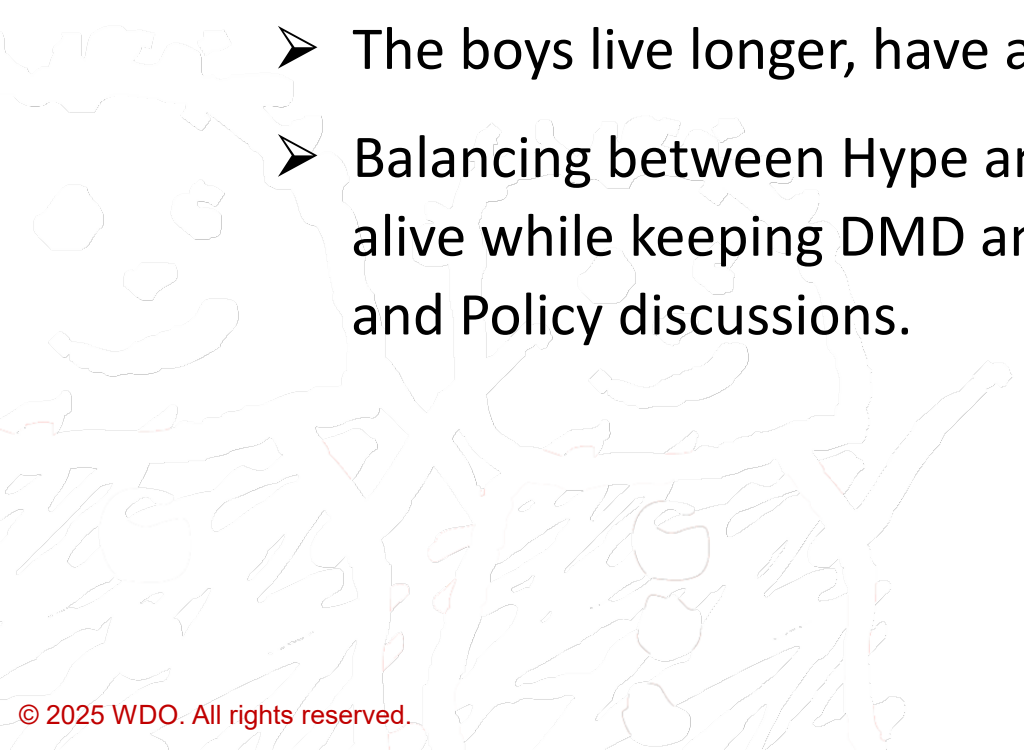 ➢ The boys live longer, have a
➢ Balancing between Hype ar
alive while keeping DMD ar
and Policy discussions.
© 2025 WDO. All rights reserved.